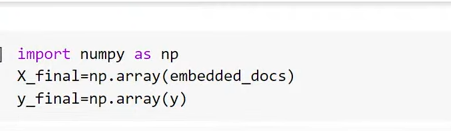 import numpy as np
X_final=np.array(embedded_docs)
y_final=np.array(y)